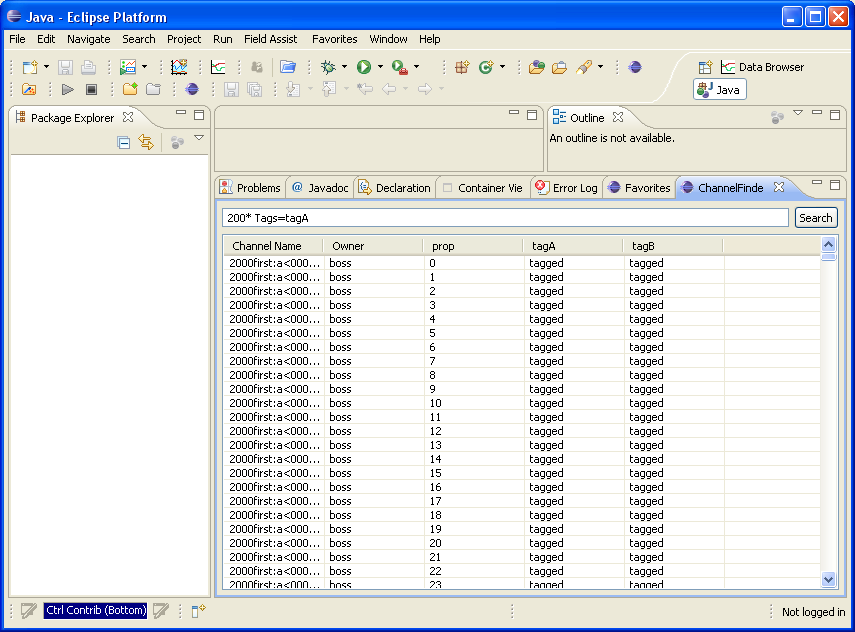 Java - Eclipse Platform
File Edit Navigate Search Project Run Field Assist Favorites Window Help
Data Browser
Java
Package Explorer
Outline
An outline is not available.
Problems Javadoc Declaration Container Vie Error Log Favorites ChannelFinde
200* Tags=tagA Search
Channel Name Owner prop tagA tagB
2000first:a<000... boss 0 tagged tagged
2000first:a<000... boss 1 tagged tagged
2000first:a<000... boss 2 tagged tagged
2000first:a<000... boss 3 tagged tagged
2000first:a<000... boss 4 tagged tagged
2000first:a<000... boss 5 tagged tagged
2000first:a<000... boss 6 tagged tagged
2000first:a<000... boss 7 tagged tagged
2000first:a<000... boss 8 tagged tagged
2000first:a<000... boss 9 tagged tagged
2000first:a<000... boss 10 tagged tagged
2000first:a<000... boss 11 tagged tagged
2000first:a<000... boss 12 tagged tagged
2000first:a<000... boss 13 tagged tagged
2000first:a<000... boss 14 tagged tagged
2000first:a<000... boss 15 tagged tagged
2000first:a<000... boss 16 tagged tagged
2000first:a<000... boss 17 tagged tagged
2000first:a<000... boss 18 tagged tagged
2000first:a<000... boss 19 tagged tagged
2000first:a<000... boss 20 tagged tagged
2000first:a<000... boss 21 tagged tagged
2000first:a<000... boss 22 tagged tagged
2000first:a<000... boss 23 tagged tagged
Ctrl Contrib (Bottom) Not logged in